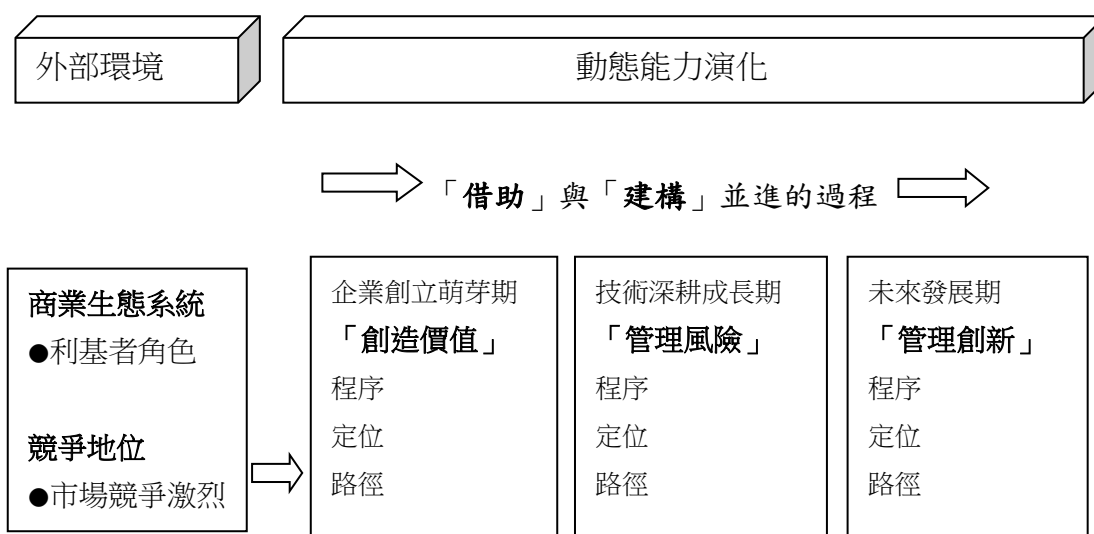 外部環境
動態能力演化
「借助」與「建構」並進的過程
商業生態系統
●利基者角色
競爭地位
●市場競爭激烈
企業創立萌芽期
「創造價值」
程序
定位
路徑
技術深耕成長期
「管理風險」
程序
定位
路徑
未來發展期
「管理創新」
程序
定位
路徑